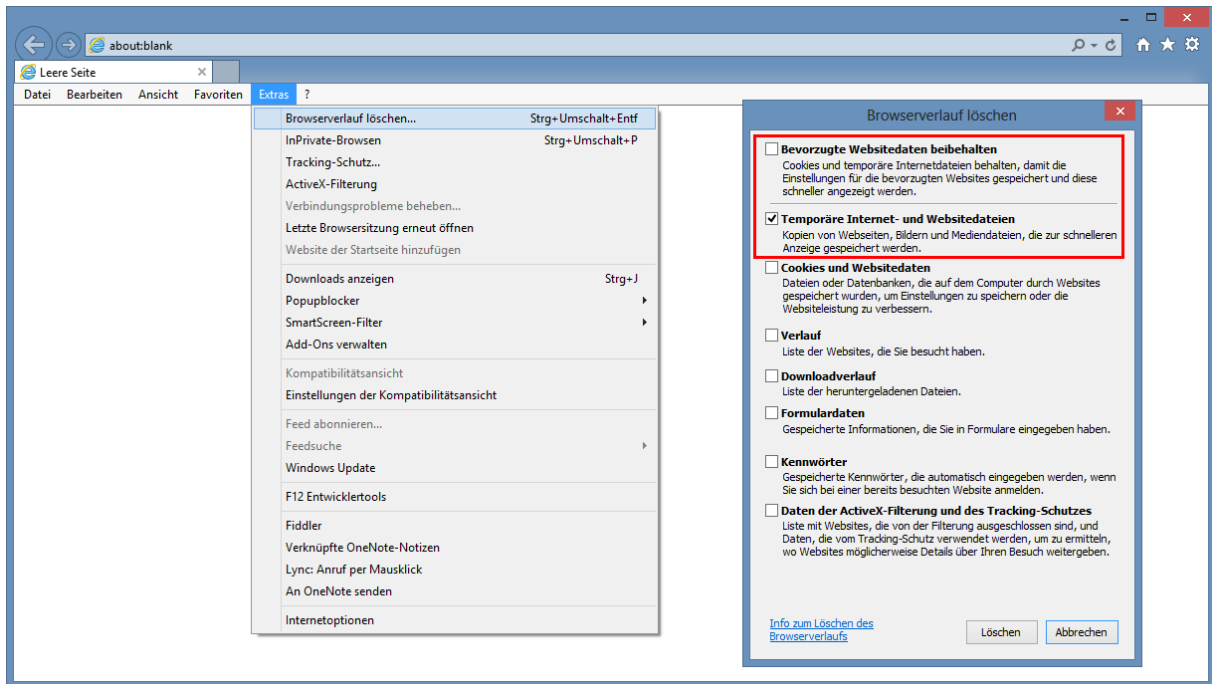 about:blank
Leere Seite
Datei Bearbeiten Ansicht Favoriten Extras ?
Browserverlauf löschen... Strg+Umschalt+Entf
InPrivate-Browsen Strg+Umschalt+P
Tracking-Schutz...
ActiveX-Filterung
Verbindungsprobleme beheben...
Letzte Browsersitzung erneut öffnen
Website der Startseite hinzufügen
Downloads anzeigen Strg+J
Popupblocker
SmartScreen-Filter
Add-Ons verwalten
Kompatibilitätsansicht
Einstellungen der Kompatibilitätsansicht
Feed abonnieren...
Feedsuche
Windows Update
F12 Entwicklertools
Fiddler
Verknüpfte OneNote-Notizen
Lync: Anruf per Mausklick
An OneNote senden
Internetoptionen
Browserverlauf löschen
Bevorzugte Websitedaten beibehalten
Cookies und temporäre Internetdateien behalten, damit die
Einstellungen für die bevorzugten Websites gespeichert und diese
schneller angezeigt werden.
Temporäre Internet- und Websitedateien
Kopien von Webseiten, Bildern und Mediendateien, die zur schnelleren
Anzeige gespeichert werden.
Cookies und Websitedaten
Dateien oder Datenbanken, die auf dem Computer durch Websites
gespeichert wurden, um Einstellungen zu speichern oder die
Websiteleistung zu verbessern.
Verlauf
Liste der Websites, die Sie besucht haben.
Downloadverlauf
Liste der heruntergeladenen Dateien.
Formulardaten
Gespeicherte Informationen, die Sie in Formulare eingegeben haben.
Kennwörter
Gespeicherte Kennwörter, die automatisch eingegeben werden, wenn
Sie sich bei einer bereits besuchten Website anmelden.
Daten der ActiveX-Filterung und des Tracking-Schutzes
Liste mit Websites, die von der Filterung ausgeschlossen sind, und
Daten, die vom Tracking-Schutz verwendet werden, um zu ermitteln,
wo Websites möglicherweise Details über Ihren Besuch weitergeben.
Info zum Löschen des
Browserverlaufs
Löschen Abbrechen